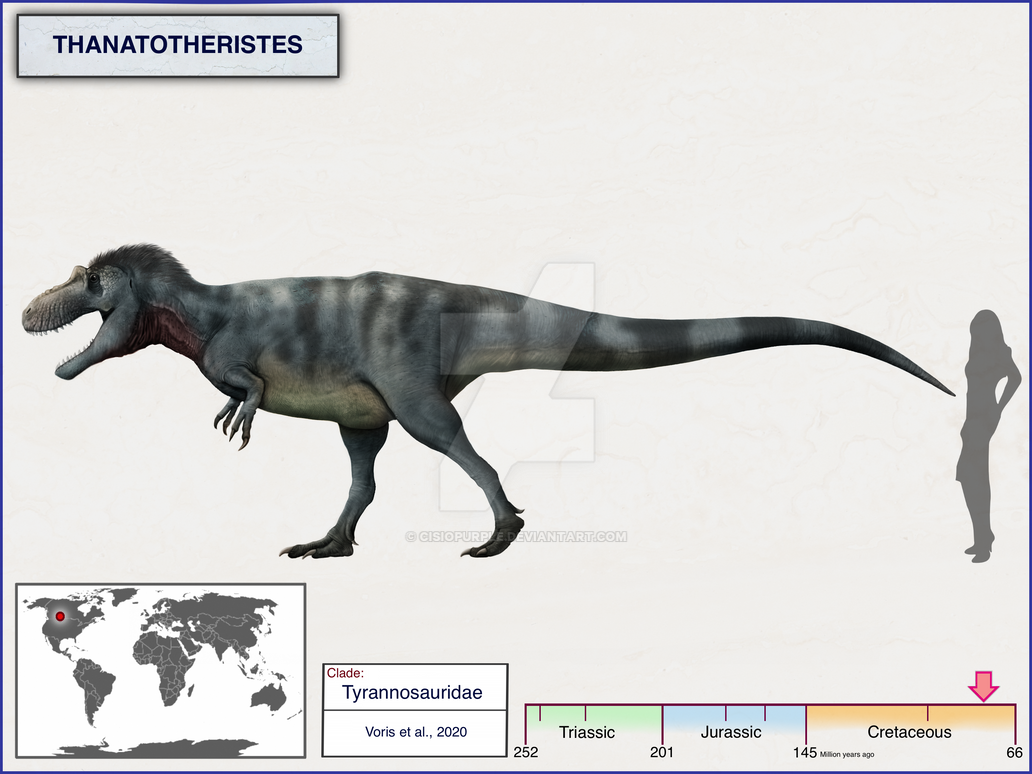 THANATOTHERISTES
© CISIOPURPLE.DEVIANTART.COM
Clade:
Tyrannosauridae
Voris et al., 2020
Triassic
Jurassic
Cretaceous
252
201
145 Million years ago
66